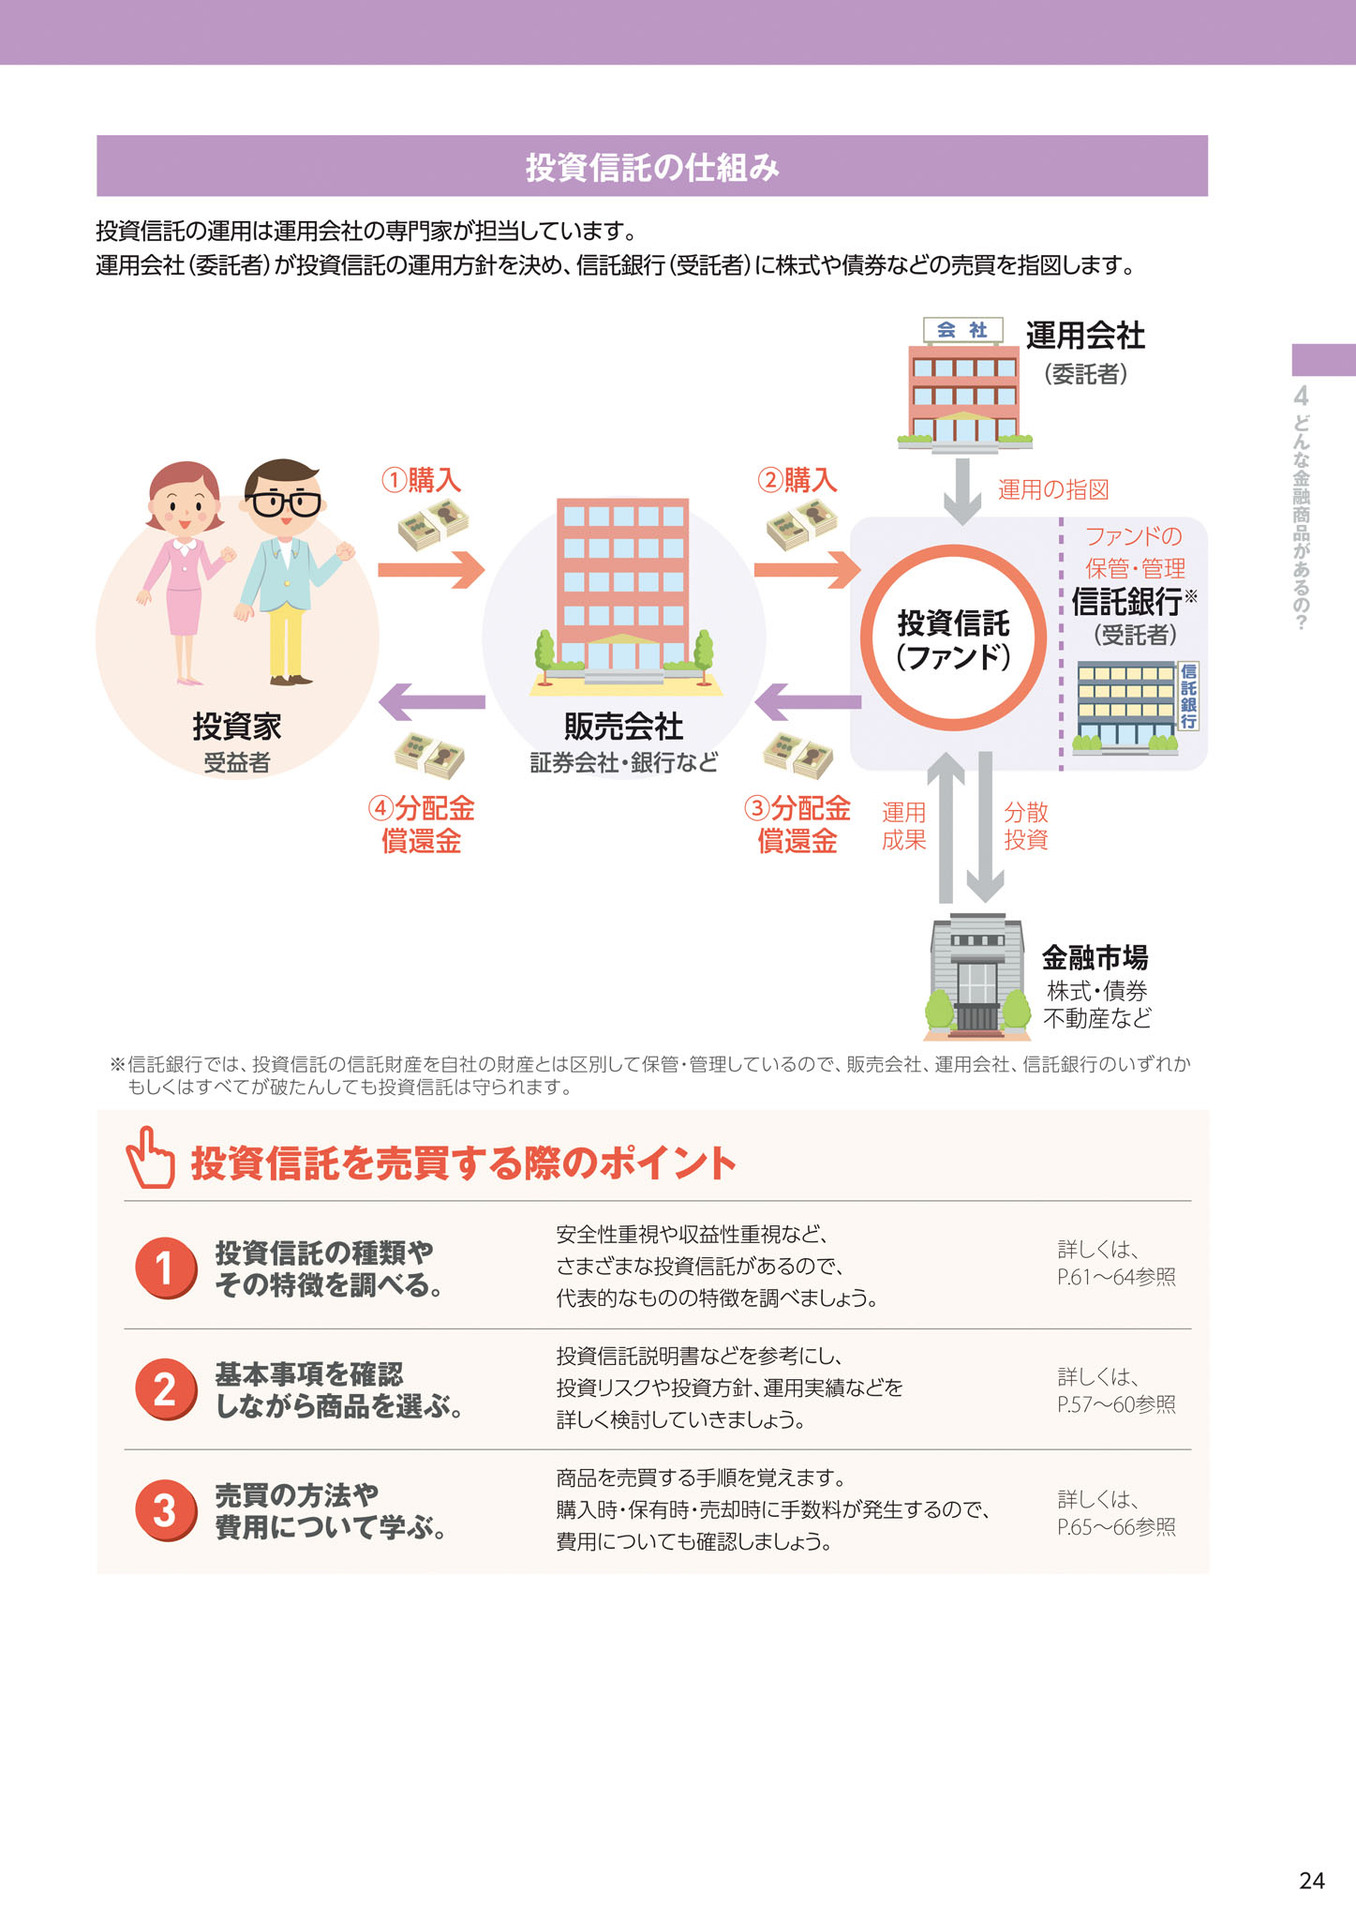 投資信託の仕組み
投資信託の運用は運用会社の専門家が担当しています。
運用会社(委託者)が投資信託の運用方針を決め、信託銀行(受託者)に株式や債券などの売買を指図します。
会社
運用会社
(委託者)
運用の指図
①購入
②購入
投資家
受益者
販売会社
証券会社・銀行など
投資信託
(ファンド)
ファンドの
保管・管理
信託銀行※
(受託者)
信託銀行
④分配金
償還金
③分配金
償還金
運用
成果
分散
投資
金融市場
株式・債券
不動産など
※信託銀行では、投資信託の信託財産を自社の財産とは区別して保管・管理しているので、販売会社、運用会社、信託銀行のいずれか
もしくはすべてが破たんしても投資信託は守られます。
投資信託を売買する際のポイント
1
投資信託の種類や
その特徴を調べる。
安全性重視や収益性重視など、
さまざまな投資信託があるので、
代表的なものの特徴を調べましょう。
詳しくは、
P.61～64参照
2
基本事項を確認
しながら商品を選ぶ。
投資信託説明書などを参考にし、
投資リスクや投資方針、運用実績などを
詳しく検討していきましょう。
詳しくは、
P.57～60参照
3
売買の方法や
費用について学ぶ。
商品を売買する手順を覚えます。
購入時・保有時・売却時に手数料が発生するので、
費用についても確認しましょう。
詳しくは、
P.65～66参照
4 どんな金融商品があるの?
24